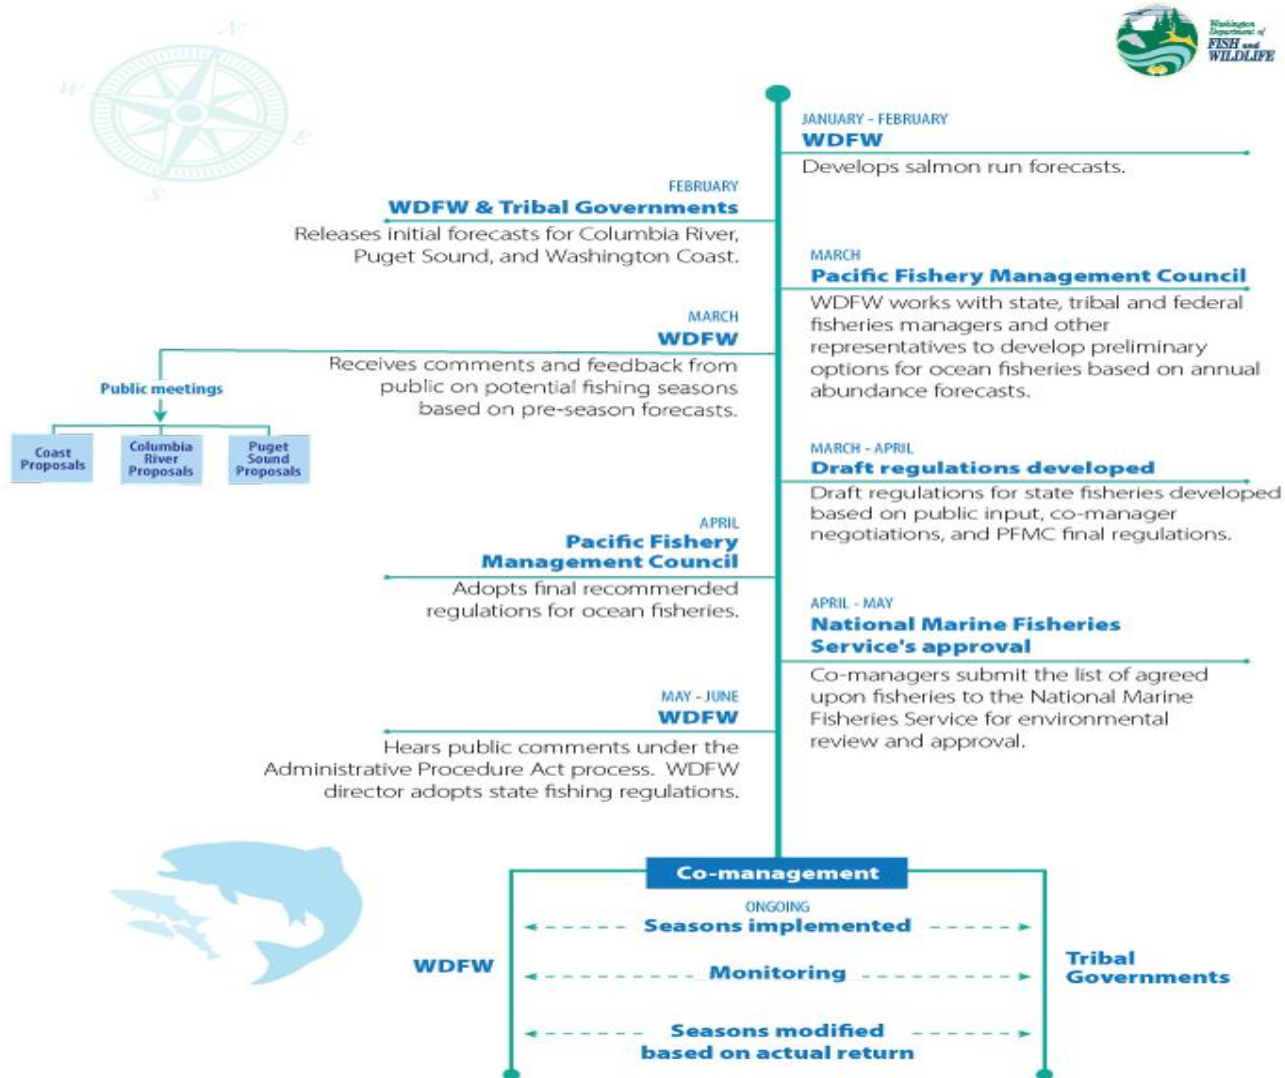 N
W
E
S
Washington
Department of
FISH and
WILDLIFE
JANUARY - FEBRUARY
WDFW
Develops salmon run forecasts.
FEBRUARY
WDFW & Tribal Governments
Releases initial forecasts for Columbia River,
Puget Sound, and Washington Coast.
MARCH
Pacific Fishery Management Council
WDFW works with state, tribal and federal
fisheries managers and other
representatives to develop preliminary
options for ocean fisheries based on annual
abundance forecasts.
MARCH
WDFW
Receives comments and feedback from
public on potential fishing seasons
based on pre-season forecasts.
Public meetings
Coast
Proposals
Columbia
River
Proposals
Puget
Sound
Proposals
MARCH - APRIL
Draft regulations developed
Draft regulations for state fisheries developed
based on public input, co-manager
negotiations, and PFMC final regulations.
APRIL
Pacific Fishery
Management Council
Adopts final recommended
regulations for ocean fisheries.
APRIL - MAY
National Marine Fisheries
Service's approval
Co-managers submit the list of agreed
upon fisheries to the National Marine
Fisheries Service for environmental
review and approval.
MAY - JUNE
WDFW
Hears public comments under the
Administrative Procedure Act process. WDFW
director adopts state fishing regulations.
Co-management
ONGOING
Seasons implemented
WDFW
Monitoring
Tribal
Governments
Seasons modified
based on actual return